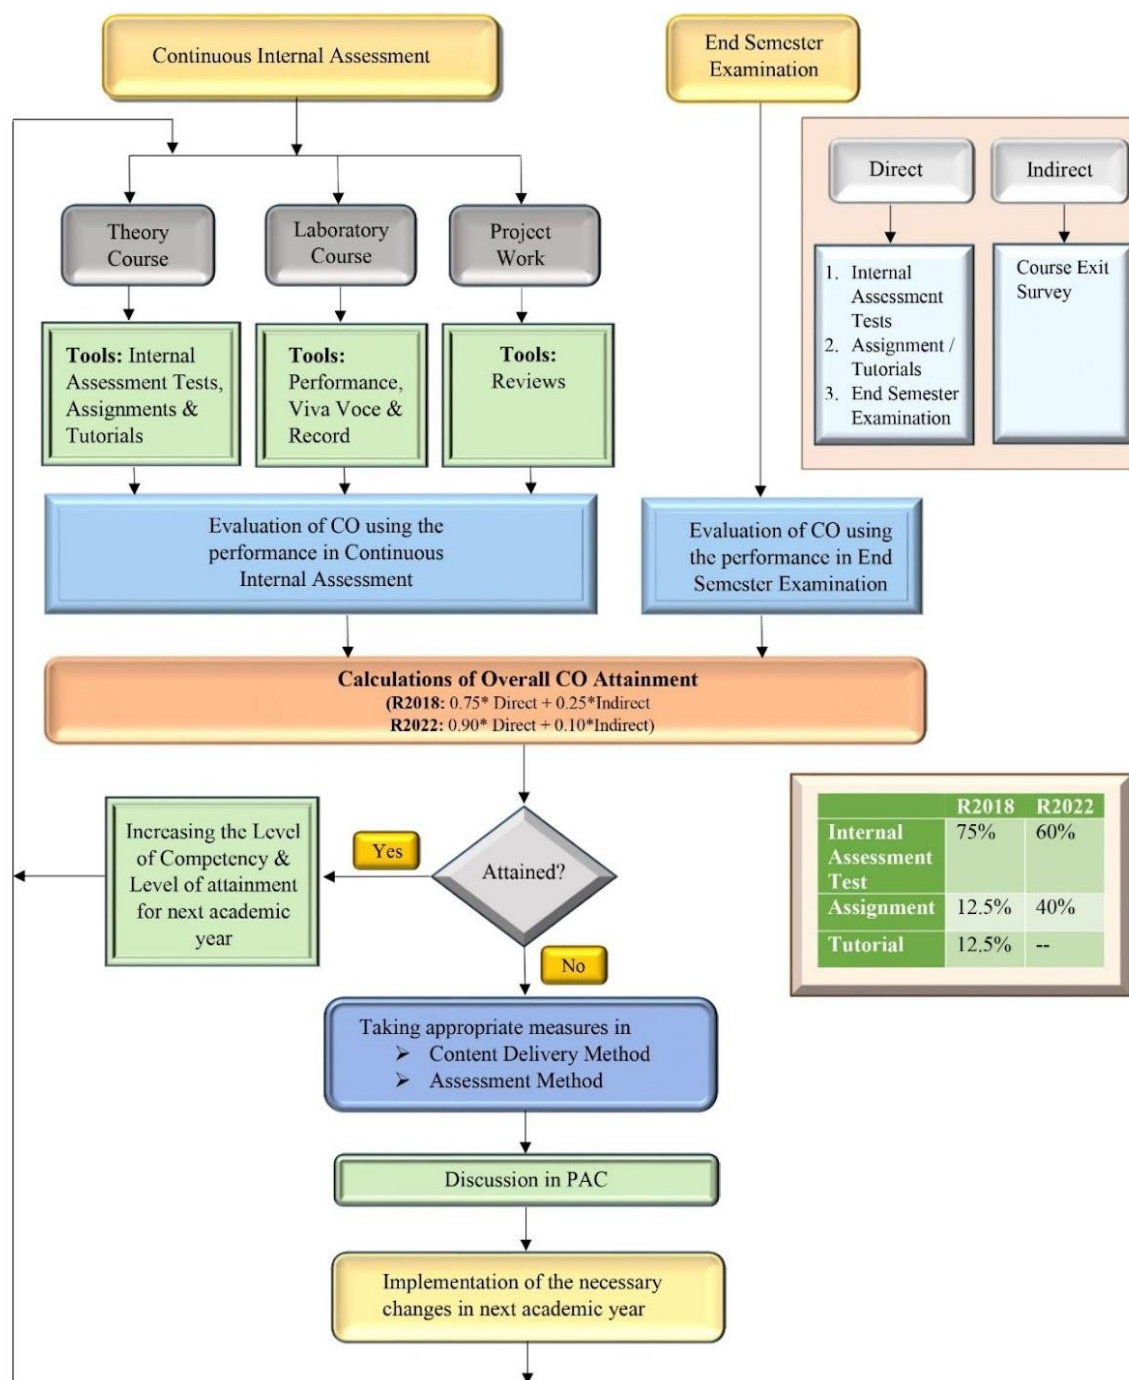 Continuous Internal Assessment
End Semester
Examination
Direct
Indirect
Theory
Course
Laboratory
Course
Project
Work
1. Internal
Assessment
Tests
2. Assignment /
Tutorials
3. End Semester
Examination
Course Exit
Survey
Tools: Internal
Assessment Tests,
Assignments &
Tutorials
Tools:
Performance,
Viva Voce &
Record
Tools:
Reviews
Evaluation of CO using the
performance in Continuous
Internal Assessment
Evaluation of CO using
the performance in End
Semester Examination
Calculations of Overall CO Attainment
(R2018: 0.75* Direct + 0.25*Indirect
R2022: 0.90* Direct + 0.10*Indirect)
Increasing the Level
of Competency &
Level of attainment
for next academic
year
Yes
Attained?
No
R2018 R2022
Internal 75% 60%
Assessment
Test
Assignment 12.5% 40%
Tutorial 12.5% --
Taking appropriate measures in
➢ Content Delivery Method
➢ Assessment Method
Discussion in PAC
Implementation of the necessary
changes in next academic year